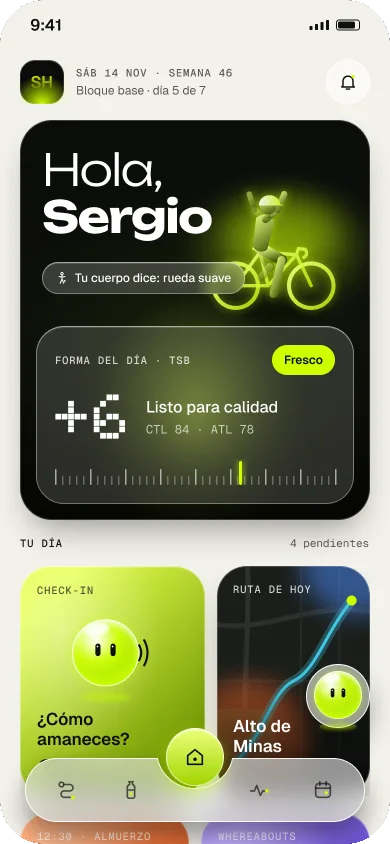 9:41
SH
SÁB 14 NOV · SEMANA 46
Bloque base · día 5 de 7
Hola,
Sergio
Tu cuerpo dice: rueda suave
FORMA DEL DÍA · TSB
Fresco
+6
Listo para calidad
CTL 84 · ATL 78
TU DÍA
4 pendientes
CHECK-IN
¿Cómo
amaneces?
RUTA DE HOY
Alto de
Minas
12:30 · ALMUERZO
WHEREABOUTS